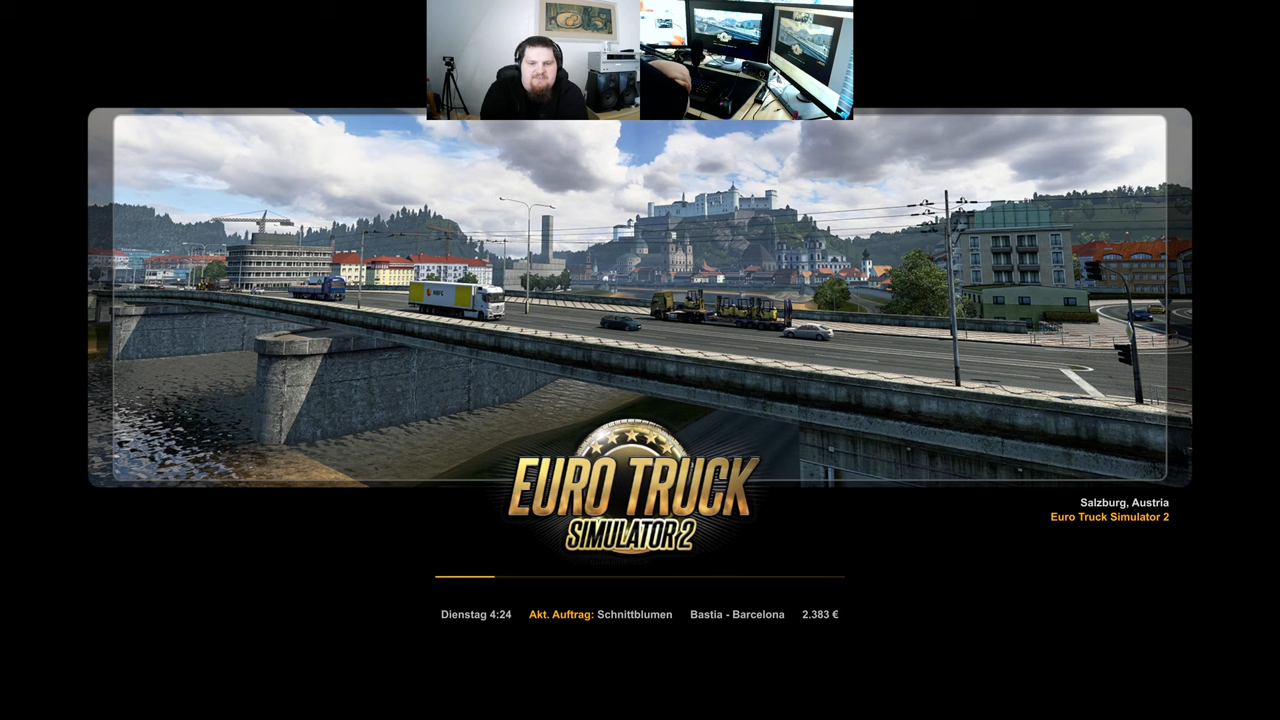 EURO TRUCK
SIMULATOR 2
Salzburg, Austria
Euro Truck Simulator 2
Dienstag 4:24 Akt. Auftrag: Schnittblumen Bastia - Barcelona 2.383 €